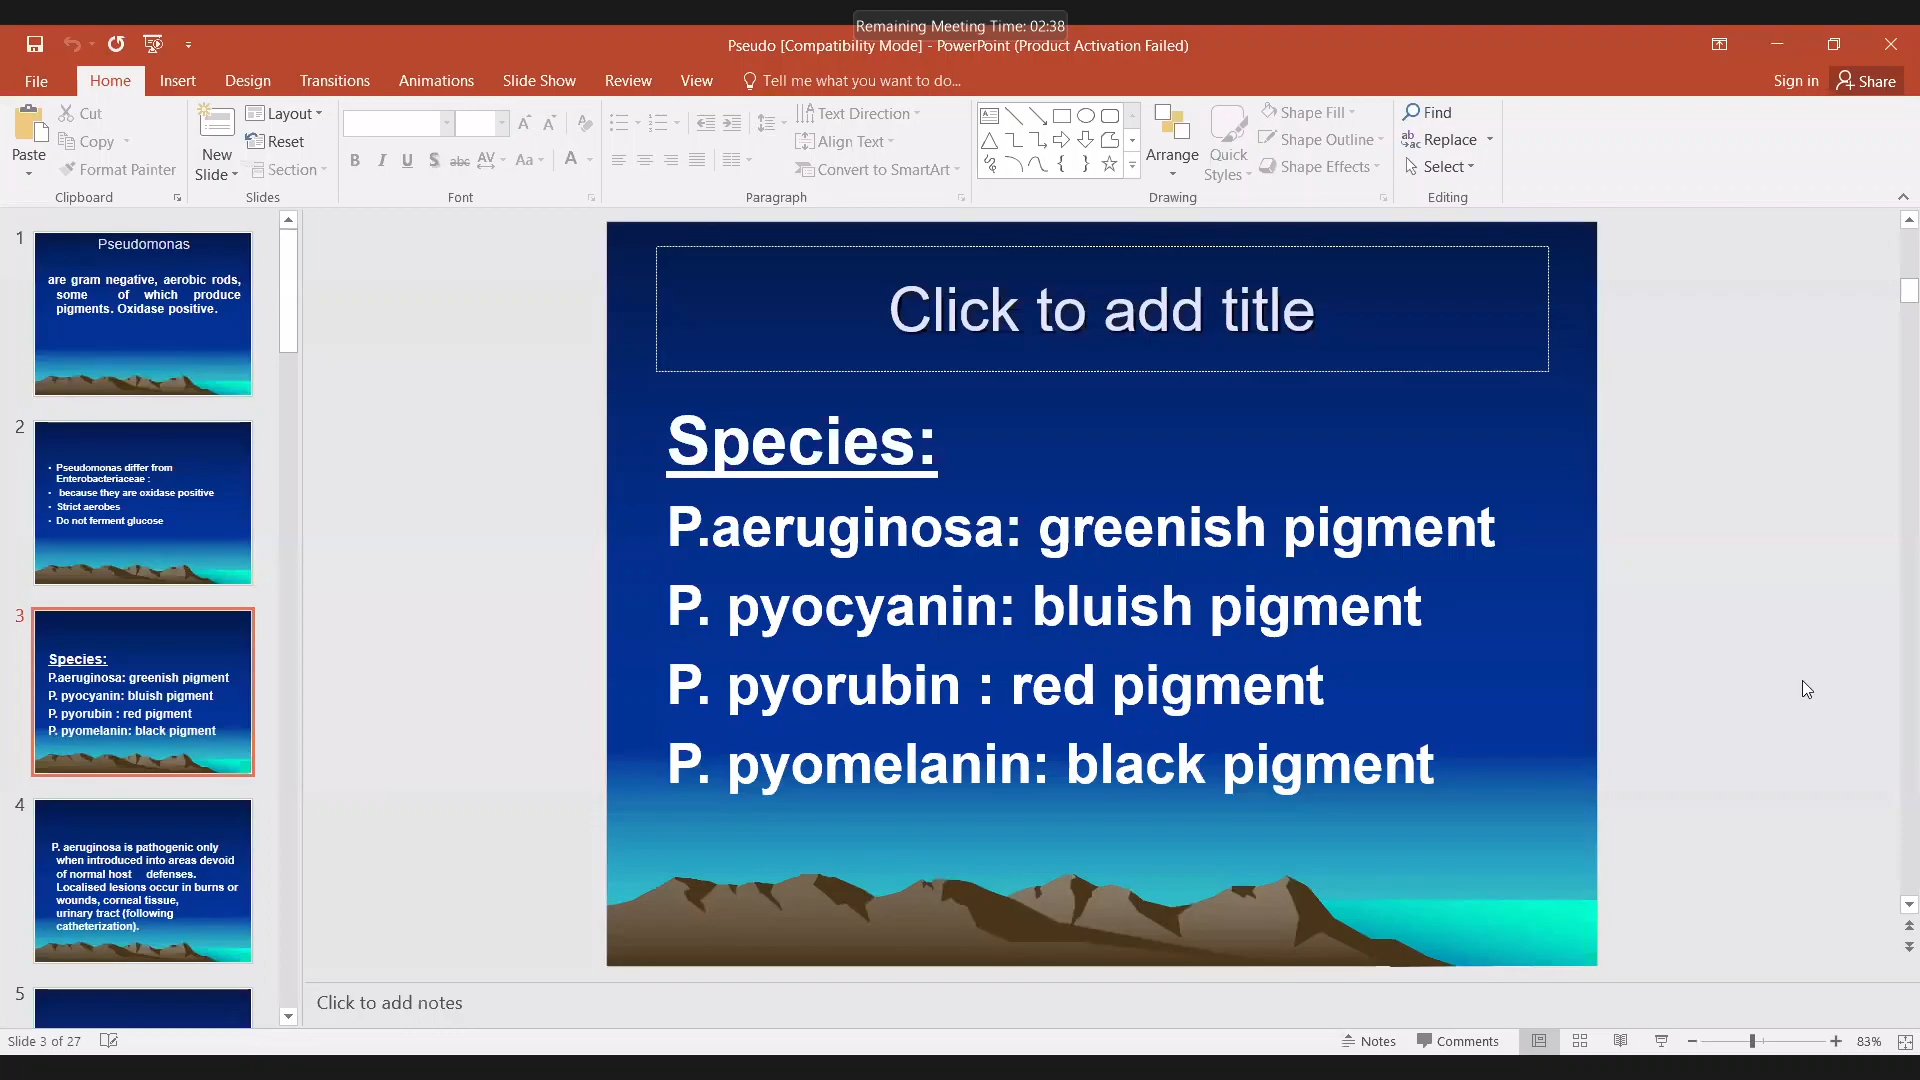 Remaining Meeting Time: 02:38
Pseudo [Compatibility Mode] - PowerPoint (Product Activation Failed)
File Home Insert Design Transitions Animations Slide Show Review View Tell me what you want to do... Sign in Share
Paste
Cut
Copy
Format Painter
Clipboard
New Slide
Layout
Reset
Section
Slides
B I U S abc AV Aa A
Font
Text Direction
Align Text
Convert to SmartArt
Paragraph
Arrange
Quick Styles
Shape Fill
Shape Outline
Shape Effects
Drawing
Find
Replace
Select
Editing
1
Pseudomonas
are gram negative, aerobic rods,
some of which produce
pigments. Oxidase positive.
2
• Pseudomonas differ from
Enterobacteriaceae :
• because they are oxidase positive
• Strict aerobes
• Do not ferment glucose
3
Species:
P.aeruginosa: greenish pigment
P. pyocyanin: bluish pigment
P. pyorubin : red pigment
P. pyomelanin: black pigment
4
P. aeruginosa is pathogenic only
when introduced into areas devoid
of normal host defenses.
Localised lesions occur in burns or
wounds, corneal tissue,
urinary tract (following
catheterization).
5
Click to add title
Species:
P.aeruginosa: greenish pigment
P. pyocyanin: bluish pigment
P. pyorubin : red pigment
P. pyomelanin: black pigment
Click to add notes
Slide 3 of 27
Notes Comments 83%